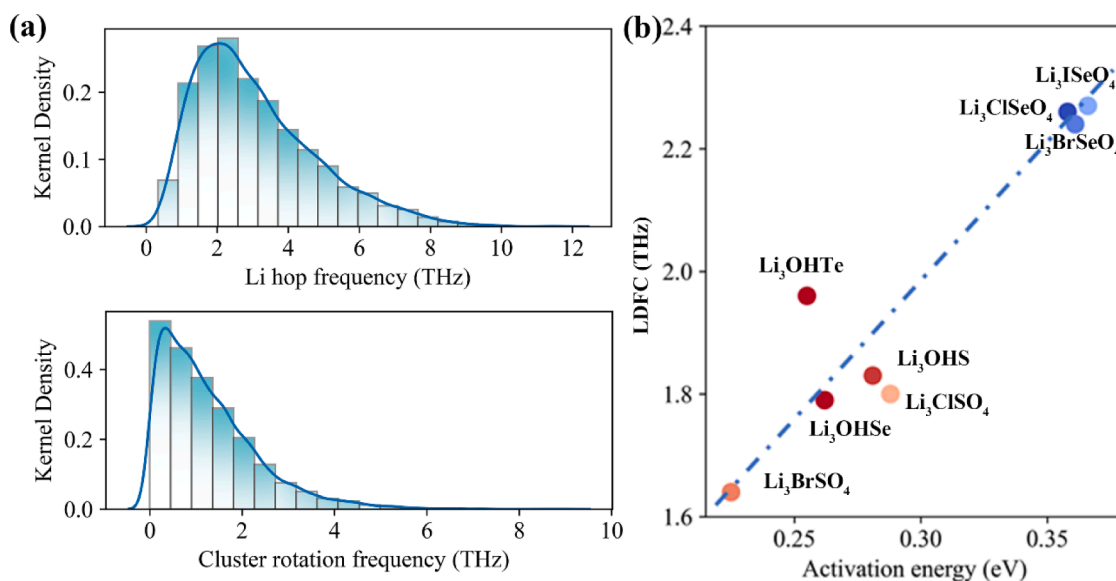 (a)
Kernel Density
0.2
0.1
0.0
0 2 4 6 8 10 12
Li hop frequency (THz)
Kernel Density
0.4
0.2
0.0
0 2 4 6 8 10
Cluster rotation frequency (THz)
(b)
LDFC (THz)
2.4
2.2
2.0
1.8
1.6
Li₃ISeO₄
Li₃ClSeO₄
Li₃BrSeO₄
Li₃OHTe
Li₃OHS
Li₃ClSO₄
Li₃OHSe
Li₃BrSO₄
0.25 0.30 0.35
Activation energy (eV)